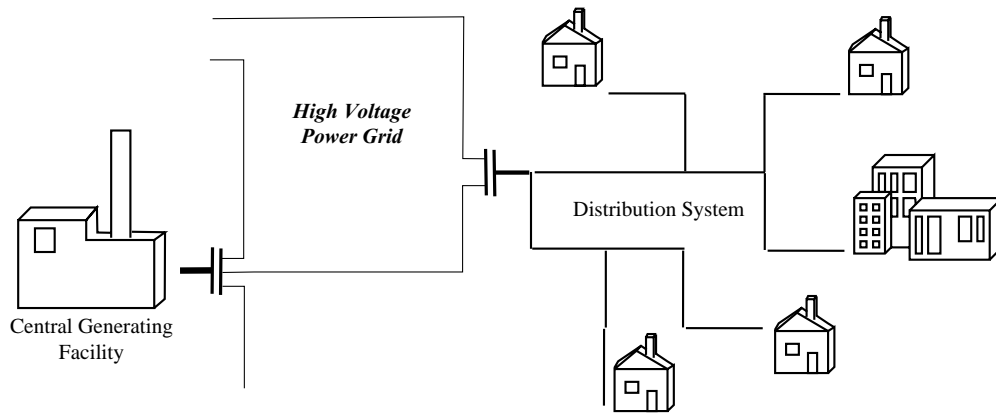 High Voltage
Power Grid
Distribution System
Central Generating
Facility